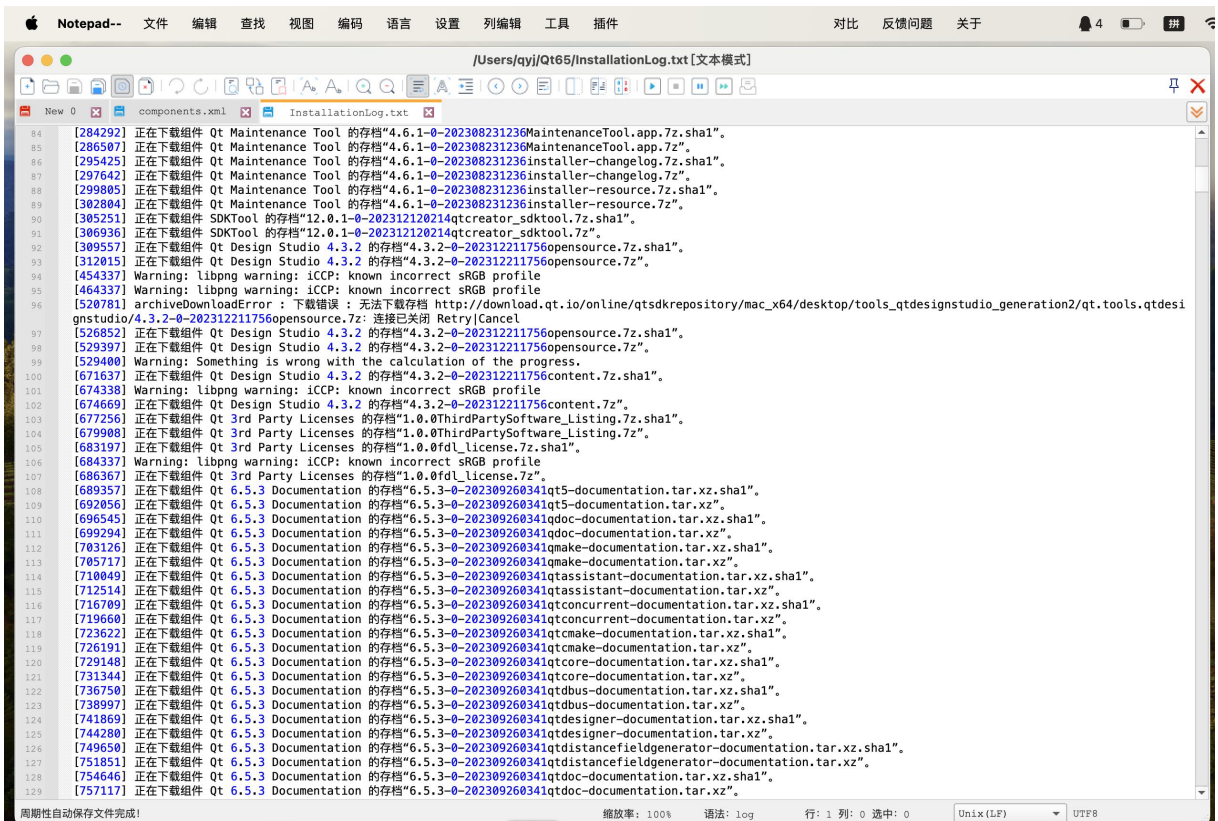 Notepad-- 文件 编辑 查找 视图 编码 语言 设置 列编辑 工具 插件 对比 反馈问题 关于 4 拼
/Users/qyj/Qt65/InstallationLog.txt[文本模式]
New 0 components.xml InstallationLog.txt
84 [284292] 正在下载组件 Qt Maintenance Tool 的存档“4.6.1-0-202308231236MaintenanceTool.app.7z.sha1”。
85 [286507] 正在下载组件 Qt Maintenance Tool 的存档“4.6.1-0-202308231236MaintenanceTool.app.7z”。
86 [295425] 正在下载组件 Qt Maintenance Tool 的存档“4.6.1-0-202308231236installer-changelog.7z.sha1”。
87 [297642] 正在下载组件 Qt Maintenance Tool 的存档“4.6.1-0-202308231236installer-changelog.7z”。
88 [299805] 正在下载组件 Qt Maintenance Tool 的存档“4.6.1-0-202308231236installer-resource.7z.sha1”。
89 [302804] 正在下载组件 Qt Maintenance Tool 的存档“4.6.1-0-202308231236installer-resource.7z”。
90 [305251] 正在下载组件 SDKTool 的存档“12.0.1-0-202312120214qtcreator_sdktool.7z.sha1”。
91 [306936] 正在下载组件 SDKTool 的存档“12.0.1-0-202312120214qtcreator_sdktool.7z”。
92 [309557] 正在下载组件 Qt Design Studio 4.3.2 的存档“4.3.2-0-202312211756opensource.7z.sha1”。
93 [312015] 正在下载组件 Qt Design Studio 4.3.2 的存档“4.3.2-0-202312211756opensource.7z”。
94 [454337] Warning: libpng warning: iCCP: known incorrect sRGB profile
95 [464337] Warning: libpng warning: iCCP: known incorrect sRGB profile
96 [520781] archiveDownloadError : 下载错误 : 无法下载存档 http://download.qt.io/online/qtsdkrepository/mac_x64/desktop/tools_qtdesignstudio_generation2/qt.tools.qtdesi
gnstudio/4.3.2-0-202312211756opensource.7z: 连接已关闭 Retry|Cancel
97 [526852] 正在下载组件 Qt Design Studio 4.3.2 的存档“4.3.2-0-202312211756opensource.7z.sha1”。
98 [529397] 正在下载组件 Qt Design Studio 4.3.2 的存档“4.3.2-0-202312211756opensource.7z”。
99 [529400] Warning: Something is wrong with the calculation of the progress.
100 [671637] 正在下载组件 Qt Design Studio 4.3.2 的存档“4.3.2-0-202312211756content.7z.sha1”。
101 [674338] Warning: libpng warning: iCCP: known incorrect sRGB profile
102 [674669] 正在下载组件 Qt Design Studio 4.3.2 的存档“4.3.2-0-202312211756content.7z”。
103 [677256] 正在下载组件 Qt 3rd Party Licenses 的存档“1.0.0ThirdPartySoftware_Listing.7z.sha1”。
104 [679908] 正在下载组件 Qt 3rd Party Licenses 的存档“1.0.0ThirdPartySoftware_Listing.7z”。
105 [683197] 正在下载组件 Qt 3rd Party Licenses 的存档“1.0.0fdl_license.7z.sha1”。
106 [684337] Warning: libpng warning: iCCP: known incorrect sRGB profile
107 [686367] 正在下载组件 Qt 3rd Party Licenses 的存档“1.0.0fdl_license.7z”。
108 [689357] 正在下载组件 Qt 6.5.3 Documentation 的存档“6.5.3-0-202309260341qt5-documentation.tar.xz.sha1”。
109 [692056] 正在下载组件 Qt 6.5.3 Documentation 的存档“6.5.3-0-202309260341qt5-documentation.tar.xz”。
110 [696545] 正在下载组件 Qt 6.5.3 Documentation 的存档“6.5.3-0-202309260341qdoc-documentation.tar.xz.sha1”。
111 [699294] 正在下载组件 Qt 6.5.3 Documentation 的存档“6.5.3-0-202309260341qdoc-documentation.tar.xz”。
112 [703126] 正在下载组件 Qt 6.5.3 Documentation 的存档“6.5.3-0-202309260341qmake-documentation.tar.xz.sha1”。
113 [705717] 正在下载组件 Qt 6.5.3 Documentation 的存档“6.5.3-0-202309260341qmake-documentation.tar.xz”。
114 [710049] 正在下载组件 Qt 6.5.3 Documentation 的存档“6.5.3-0-202309260341qtassistant-documentation.tar.xz.sha1”。
115 [712514] 正在下载组件 Qt 6.5.3 Documentation 的存档“6.5.3-0-202309260341qtassistant-documentation.tar.xz”。
116 [716709] 正在下载组件 Qt 6.5.3 Documentation 的存档“6.5.3-0-202309260341qtconcurrent-documentation.tar.xz.sha1”。
117 [719660] 正在下载组件 Qt 6.5.3 Documentation 的存档“6.5.3-0-202309260341qtconcurrent-documentation.tar.xz”。
118 [723622] 正在下载组件 Qt 6.5.3 Documentation 的存档“6.5.3-0-202309260341qtcmake-documentation.tar.xz.sha1”。
119 [726191] 正在下载组件 Qt 6.5.3 Documentation 的存档“6.5.3-0-202309260341qtcmake-documentation.tar.xz”。
120 [729148] 正在下载组件 Qt 6.5.3 Documentation 的存档“6.5.3-0-202309260341qtcore-documentation.tar.xz.sha1”。
121 [731344] 正在下载组件 Qt 6.5.3 Documentation 的存档“6.5.3-0-202309260341qtcore-documentation.tar.xz”。
122 [736750] 正在下载组件 Qt 6.5.3 Documentation 的存档“6.5.3-0-202309260341qtdbus-documentation.tar.xz.sha1”。
123 [738997] 正在下载组件 Qt 6.5.3 Documentation 的存档“6.5.3-0-202309260341qtdbus-documentation.tar.xz”。
124 [741869] 正在下载组件 Qt 6.5.3 Documentation 的存档“6.5.3-0-202309260341qtdesigner-documentation.tar.xz.sha1”。
125 [744280] 正在下载组件 Qt 6.5.3 Documentation 的存档“6.5.3-0-202309260341qtdesigner-documentation.tar.xz”。
126 [749650] 正在下载组件 Qt 6.5.3 Documentation 的存档“6.5.3-0-202309260341qtdistancefieldgenerator-documentation.tar.xz.sha1”。
127 [751851] 正在下载组件 Qt 6.5.3 Documentation 的存档“6.5.3-0-202309260341qtdistancefieldgenerator-documentation.tar.xz”。
128 [754646] 正在下载组件 Qt 6.5.3 Documentation 的存档“6.5.3-0-202309260341qtdoc-documentation.tar.xz.sha1”。
129 [757117] 正在下载组件 Qt 6.5.3 Documentation 的存档“6.5.3-0-202309260341qtdoc-documentation.tar.xz”。
周期性自动保存文件完成! 缩放率: 100% 语法: log 行: 1 列: 0 选中: 0 Unix(LF) UTF8